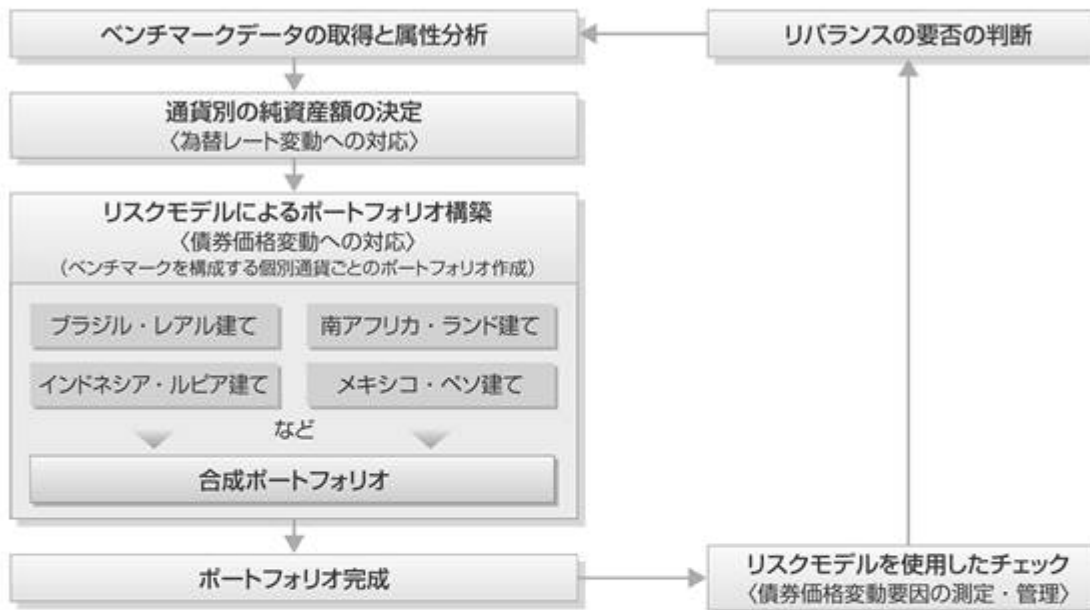 ベンチマークデータの取得と属性分析
リバランスの要否の判断
通貨別の純資産額の決定
〈為替レート変動への対応〉
リスクモデルによるポートフォリオ構築
〈債券価格変動への対応〉
(ベンチマークを構成する個別通貨ごとのポートフォリオ作成)
ブラジル・レアル建て
南アフリカ・ランド建て
インドネシア・ルピア建て
メキシコ・ペソ建て
など
合成ポートフォリオ
ポートフォリオ完成
リスクモデルを使用したチェック
〈債券価格変動要因の測定・管理〉